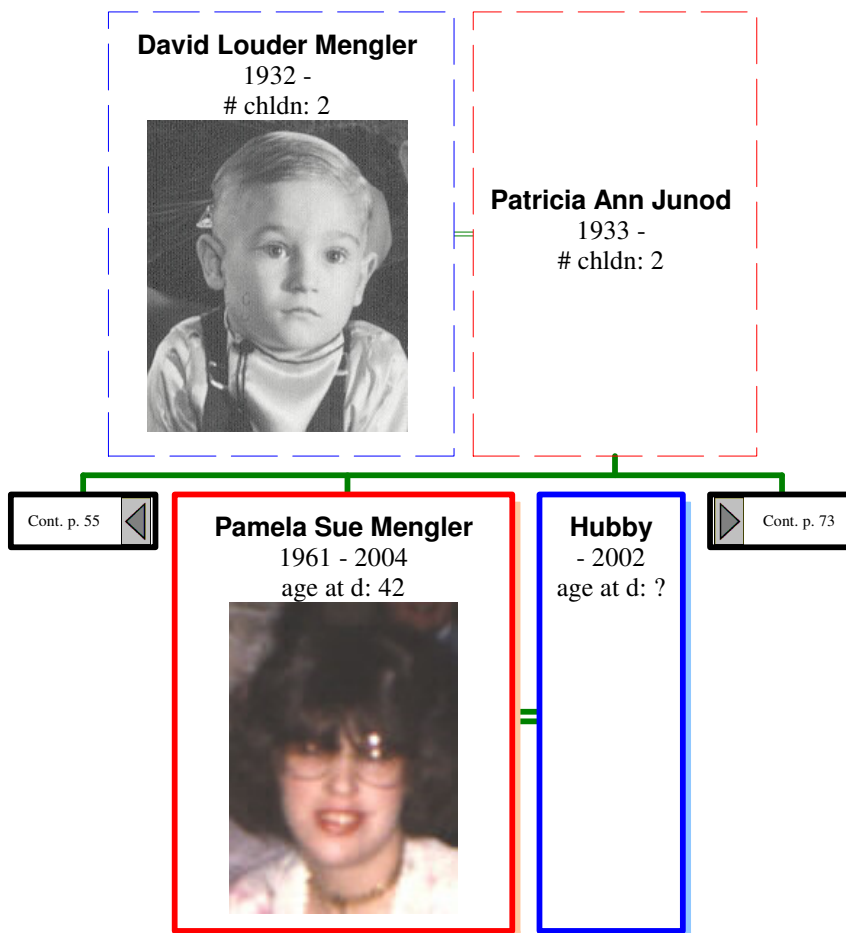 David Louder Mengler
1932 -
# chldn: 2
Patricia Ann Junod
1933 -
# chldn: 2
Cont. p. 55
Pamela Sue Mengler
1961 - 2004
age at d: 42
Hubby
- 2002
age at d: ?
Cont. p. 73